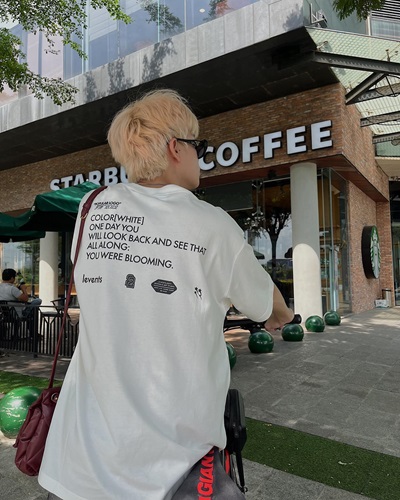 STARBU COFFEE
COLOR[WHITE]
ONE DAY YOU
WILL LOOK BACK AND SEE THAT
ALL ALONG:
YOU WERE BLOOMING.
levents